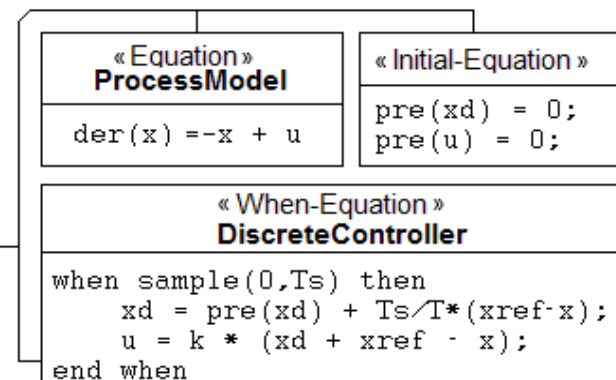 «Equation»
ProcessModel
der(x) =-x + u
«Initial-Equation»
pre(xd) = 0;
pre(u) = 0;
«When-Equation»
DiscreteController
when sample(0,Ts) then
xd = pre(xd) + Ts/T*(xref-x);
u = k * (xd + xref - x);
end when